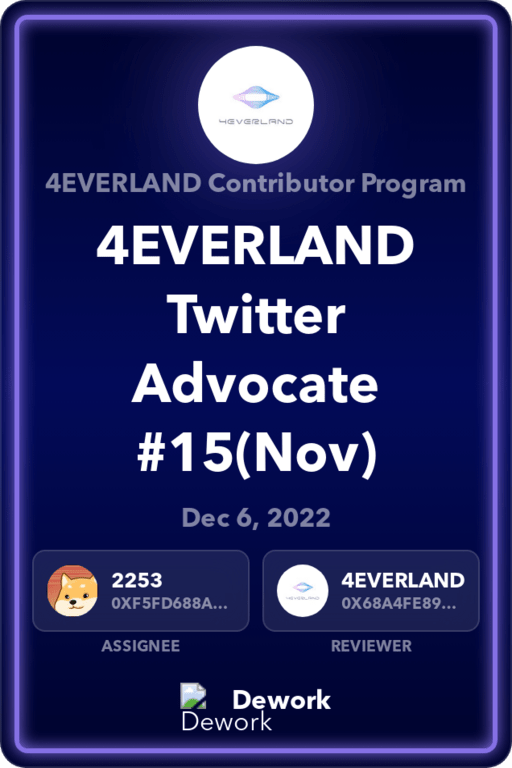 4EVERLAND
4EVERLAND Contributor Program
4EVERLAND
Twitter
Advocate
#15(Nov)
Dec 6, 2022
2253
0XF5FD688A...
ASSIGNEE
4EVERLAND
4EVERLAND
0X68A4FE89...
REVIEWER
Dework
Dework